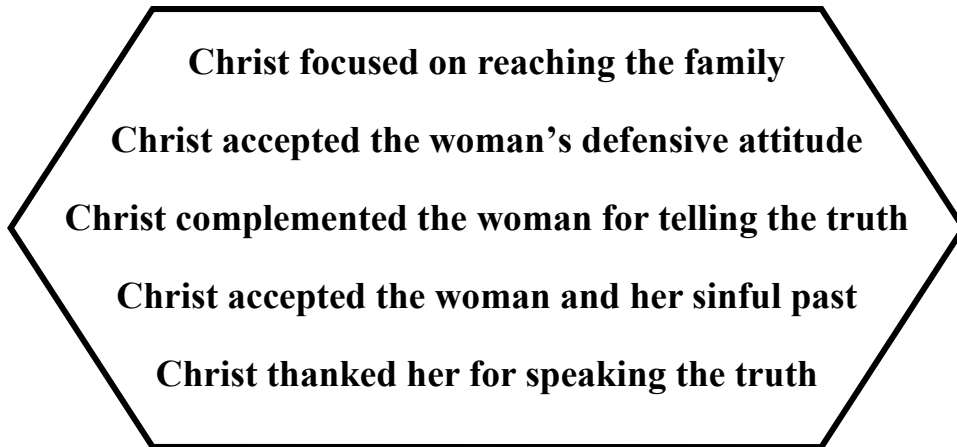 Christ focused on reaching the family
Christ accepted the woman’s defensive attitude
Christ complemented the woman for telling the truth
Christ accepted the woman and her sinful past
Christ thanked her for speaking the truth